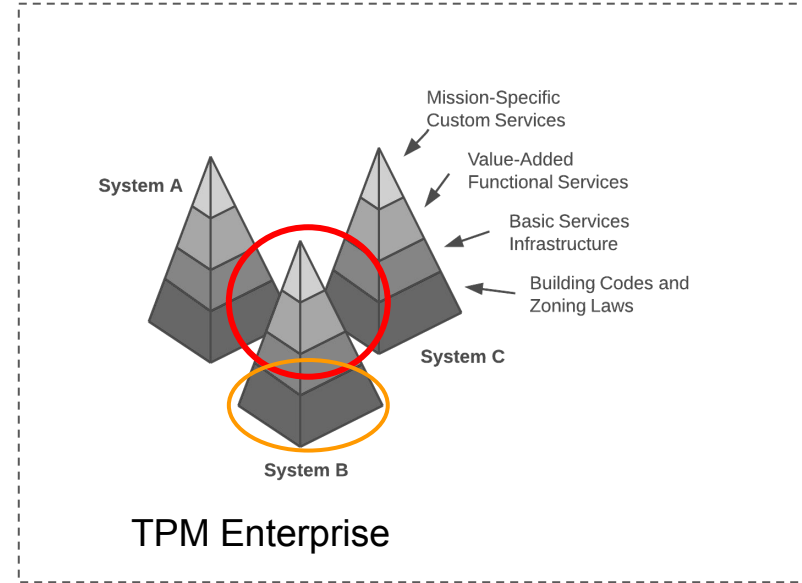 Mission-Specific
Custom Services
System A
Value-Added
Functional Services
Basic Services
Infrastructure
Building Codes and
Zoning Laws
System C
System B
TPM Enterprise